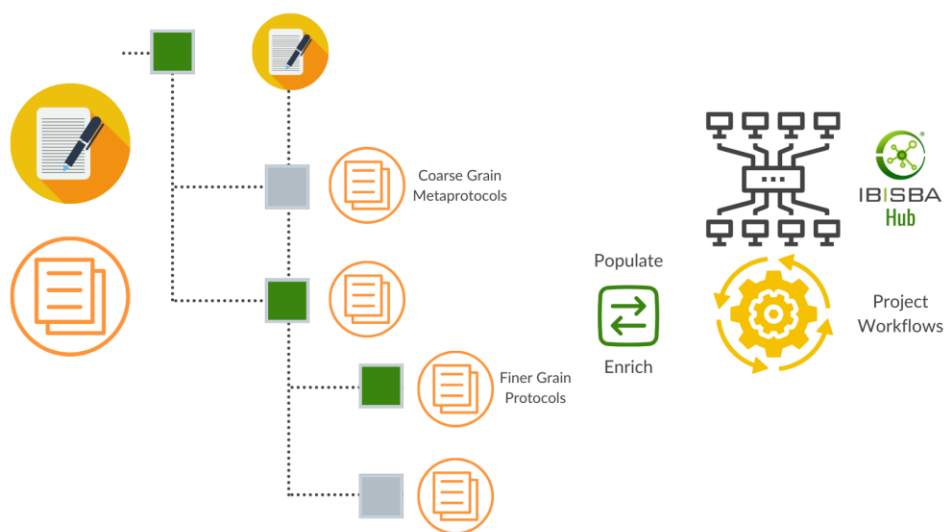 Coarse Grain
Metaprotocols
Finer Grain
Protocols
Populate
Enrich
IBISBA
Hub
Project
Workflows